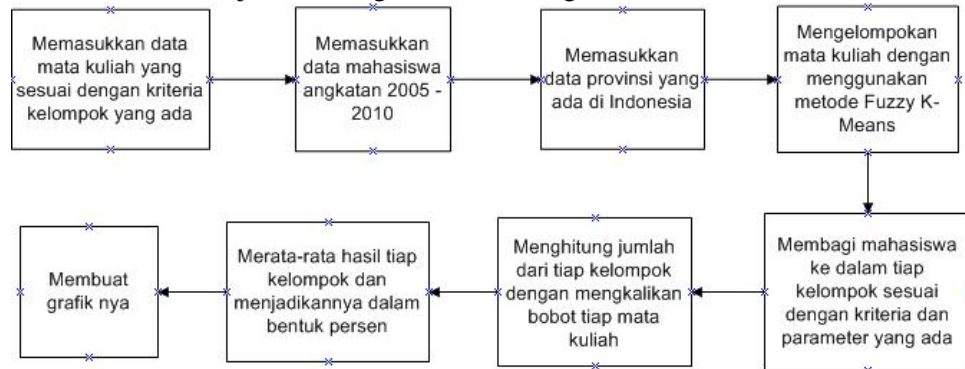 Memasukkan data
mata kuliah yang
sesuai dengan kriteria
kelompok yang ada
Memasukkan
data mahasiswa
angkatan 2005 -
2010
Memasukkan
data provinsi yang
ada di Indonesia
Mengelompokan
mata kuliah dengan
menggunakan
metode Fuzzy K-
Means
Membagi mahasiswa
ke dalam tiap
kelompok sesuai
dengan kriteria dan
parameter yang ada
Menghitung jumlah
dari tiap kelompok
dengan mengkalikan
bobot tiap mata
kuliah
Merata-rata hasil tiap
kelompok dan
menjadikannya dalam
bentuk persen
Membuat
grafik nya